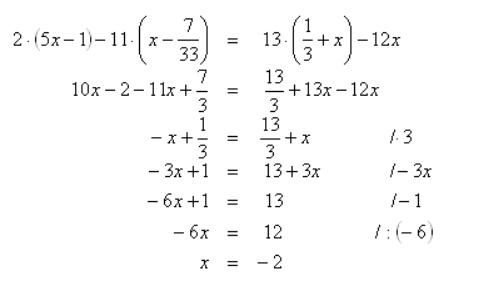 2·(5x−1)−11·(x−7/33) = 13·(1/3+x)−12x
10x−2−11x+7/3 = 13/3+13x−12x
−x+1/3 = 13/3+x /·3
−3x+1 = 13+3x /−3x
−6x+1 = 13 /−1
−6x = 12 /:(−6)
x = −2